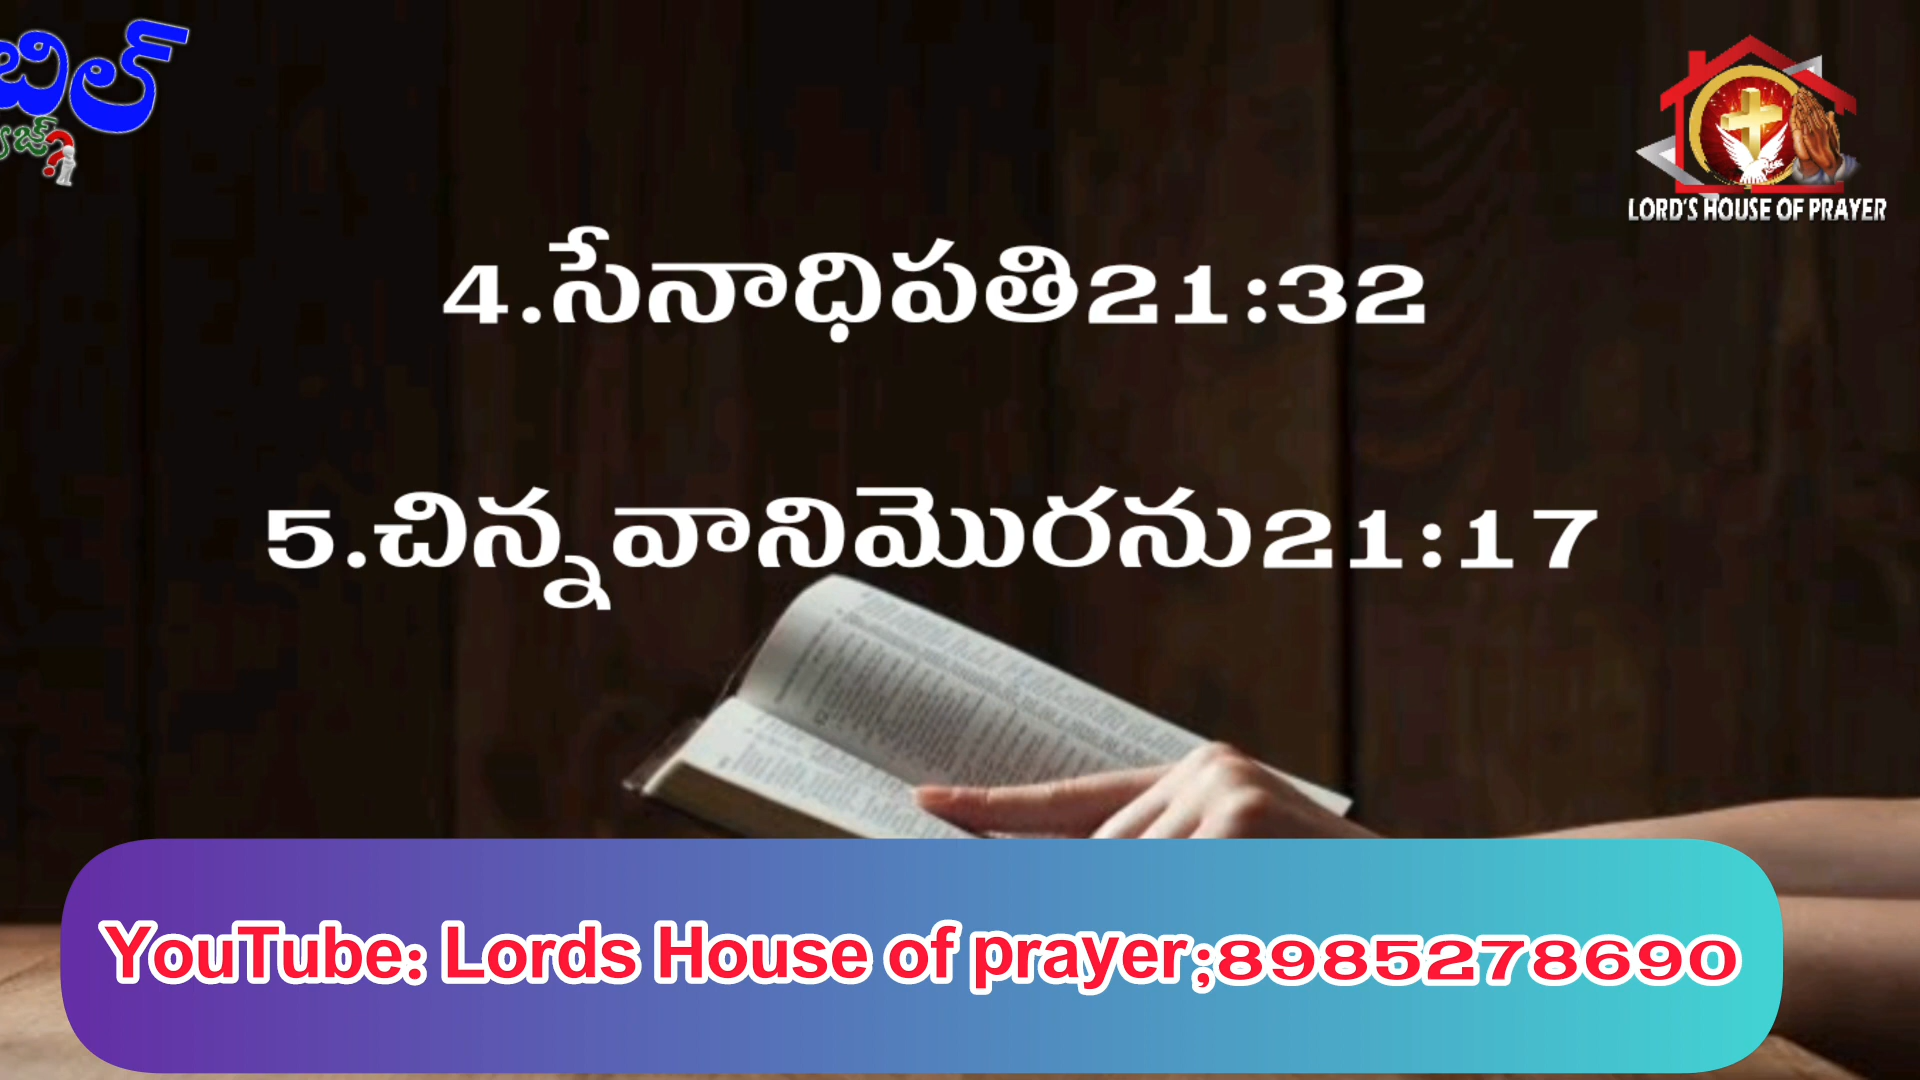 LORD'S HOUSE OF PRAYER
4.సేనాధిపతి21:32
5.చిన్నవానిమొరను21:17
YouTube: Lords House of prayer;8985278690